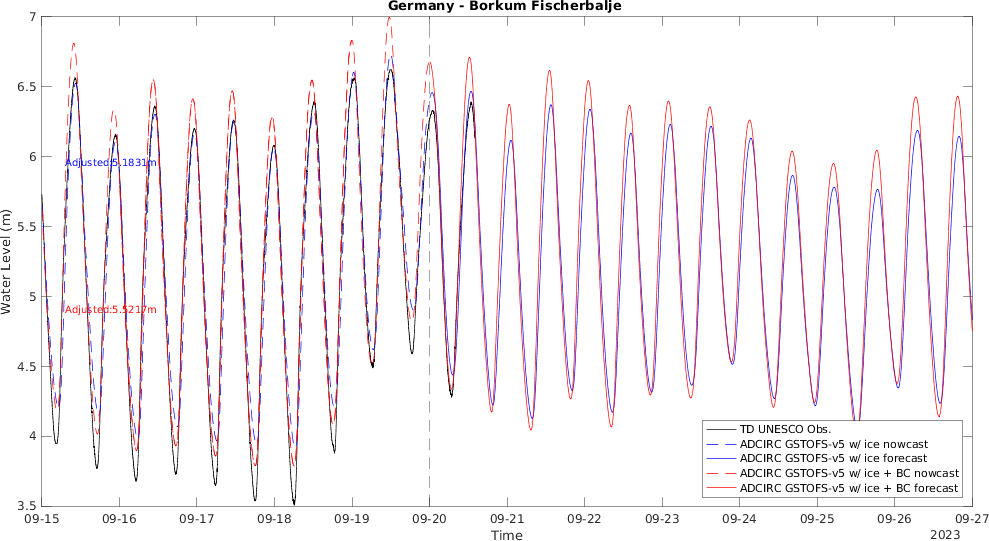 Germany - Borkum Fischerbalje
7
6.5
6
5.5
5
4.5
4
3.5
Water Level (m)
Adjusted:5.1831m
Adjusted:5.5217m
TD UNESCO Obs.
ADCIRC GSTOFS-v5 w/ ice nowcast
ADCIRC GSTOFS-v5 w/ ice forecast
ADCIRC GSTOFS-v5 w/ ice + BC nowcast
ADCIRC GSTOFS-v5 w/ ice + BC forecast
09-15 09-16 09-17 09-18 09-19 09-20 09-21 09-22 09-23 09-24 09-25 09-26 09-27
Time
2023